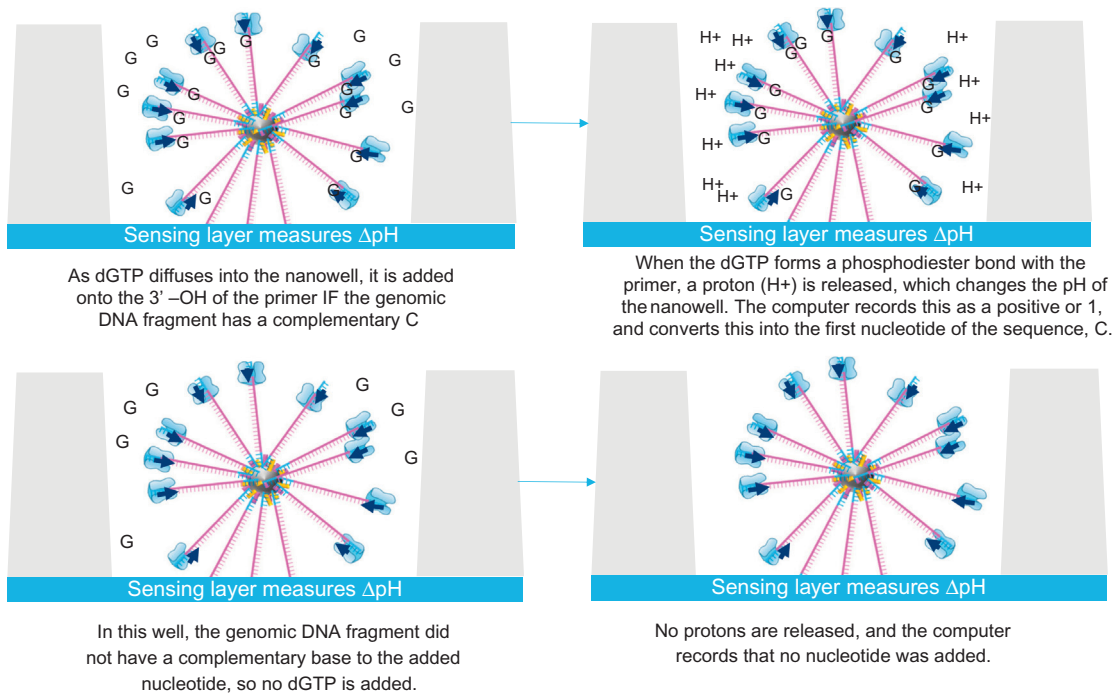 G G G G G G G G G G G G G G G G G G G G
Sensing layer measures ΔpH
As dGTP diffuses into the nanowell, it is added
onto the 3’ –OH of the primer IF the genomic
DNA fragment has a complementary C
H+ H+ H+ H+ H+ H+ H+ H+ H+ H+ H+ G G G G G G G G G G G G
Sensing layer measures ΔpH
When the dGTP forms a phosphodiester bond with the
primer, a proton (H+) is released, which changes the pH of
the nanowell. The computer records this as a positive or 1,
and converts this into the first nucleotide of the sequence, C.
G G G G G G G G
Sensing layer measures ΔpH
In this well, the genomic DNA fragment did
not have a complementary base to the added
nucleotide, so no dGTP is added.
Sensing layer measures ΔpH
No protons are released, and the computer
records that no nucleotide was added.